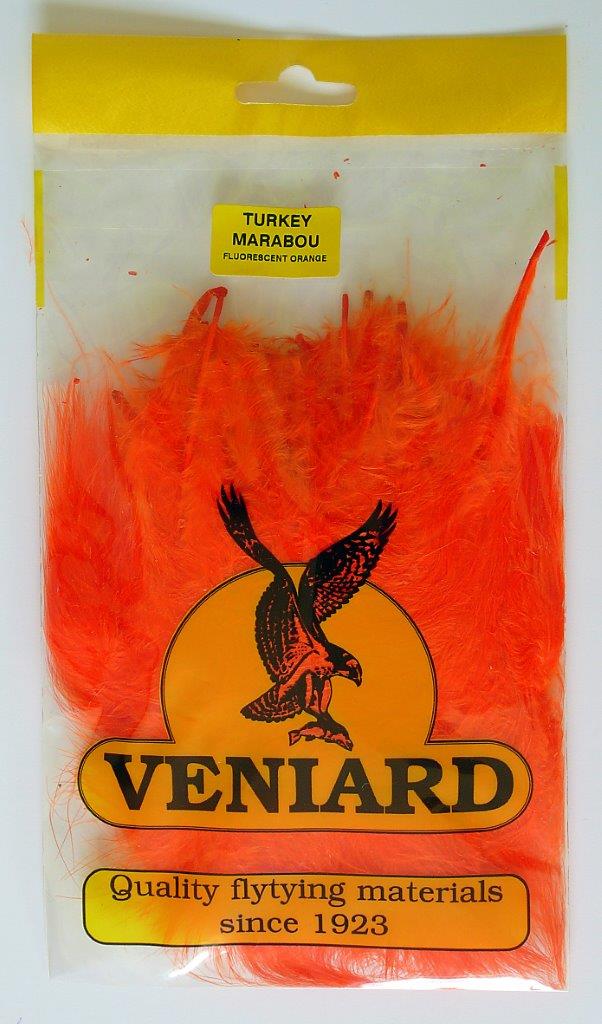 TURKEY
MARABOU
FLUORESCENT ORANGE
VENIARD
Quality flytying materials
since 1923